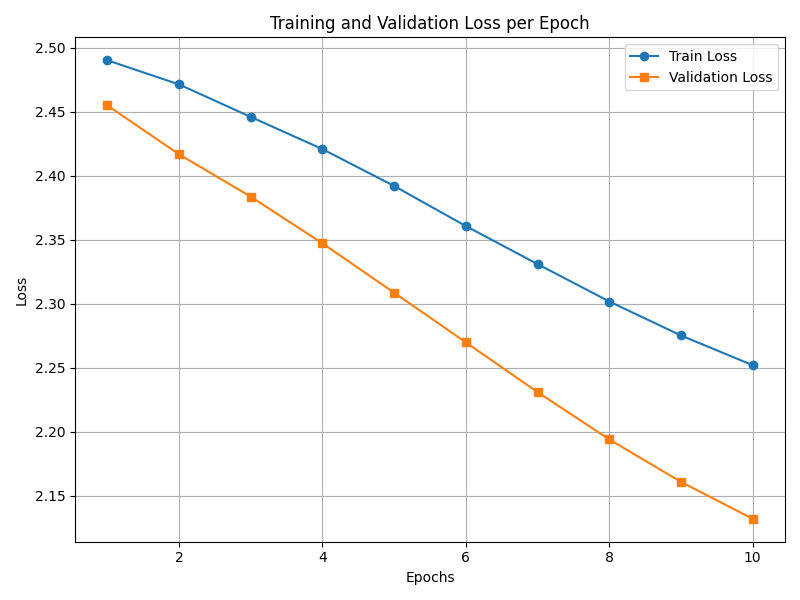 Training and Validation Loss per Epoch
Train Loss
Validation Loss
2.50
2.45
2.40
2.35
2.30
2.25
2.20
2.15
Loss
2 4 6 8 10
Epochs